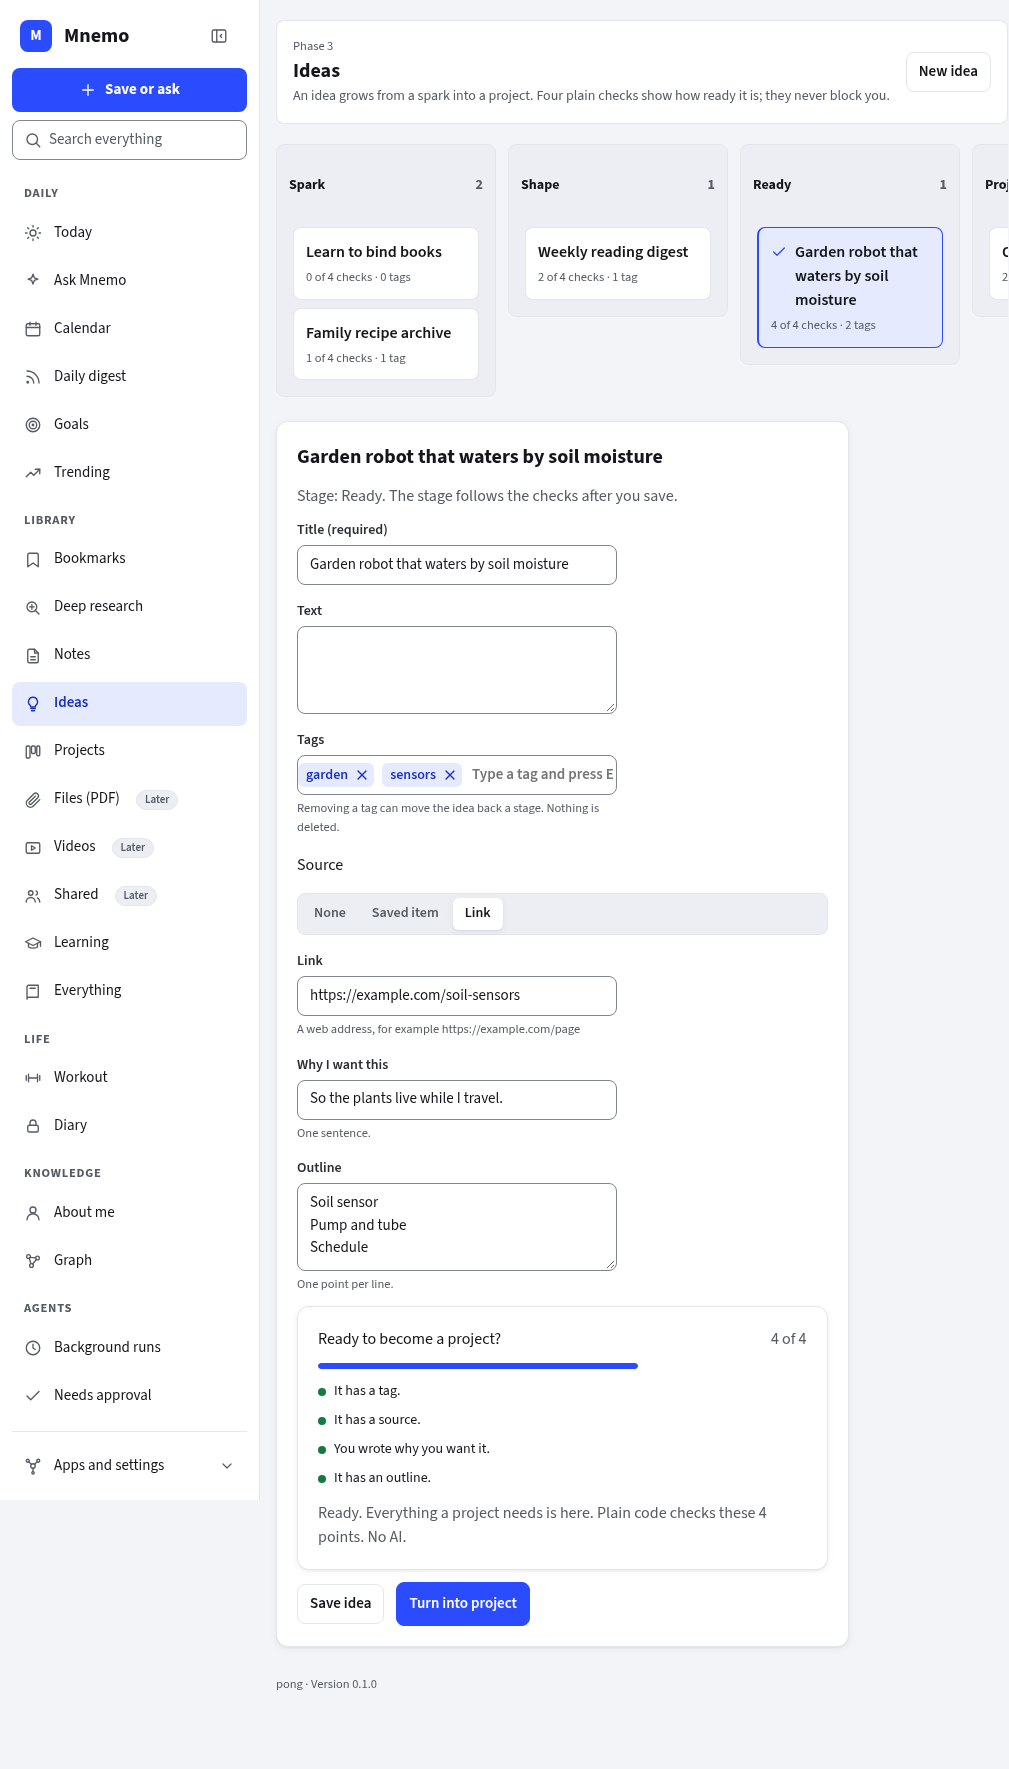 M Mnemo
Save or ask
Search everything
DAILY
Today
Ask Mnemo
Calendar
Daily digest
Goals
Trending
LIBRARY
Bookmarks
Deep research
Notes
Ideas
Projects
Files (PDF) Later
Videos Later
Shared Later
Learning
Everything
LIFE
Workout
Diary
KNOWLEDGE
About me
Graph
AGENTS
Background runs
Needs approval
Apps and settings
Phase 3
Ideas
An idea grows from a spark into a project. Four plain checks show how ready it is; they never block you.
New idea
Spark 2
Learn to bind books
0 of 4 checks · 0 tags
Family recipe archive
1 of 4 checks · 1 tag
Shape 1
Weekly reading digest
2 of 4 checks · 1 tag
Ready 1
Garden robot that
waters by soil
moisture
4 of 4 checks · 2 tags
Proj
2
Garden robot that waters by soil moisture
Stage: Ready. The stage follows the checks after you save.
Title (required)
Garden robot that waters by soil moisture
Text
Tags
garden sensors Type a tag and press E
Removing a tag can move the idea back a stage. Nothing is
deleted.
Source
None Saved item Link
Link
https://example.com/soil-sensors
A web address, for example https://example.com/page
Why I want this
So the plants live while I travel.
One sentence.
Outline
Soil sensor
Pump and tube
Schedule
One point per line.
Ready to become a project? 4 of 4
It has a tag.
It has a source.
You wrote why you want it.
It has an outline.
Ready. Everything a project needs is here. Plain code checks these 4
points. No AI.
Save idea Turn into project
pong · Version 0.1.0